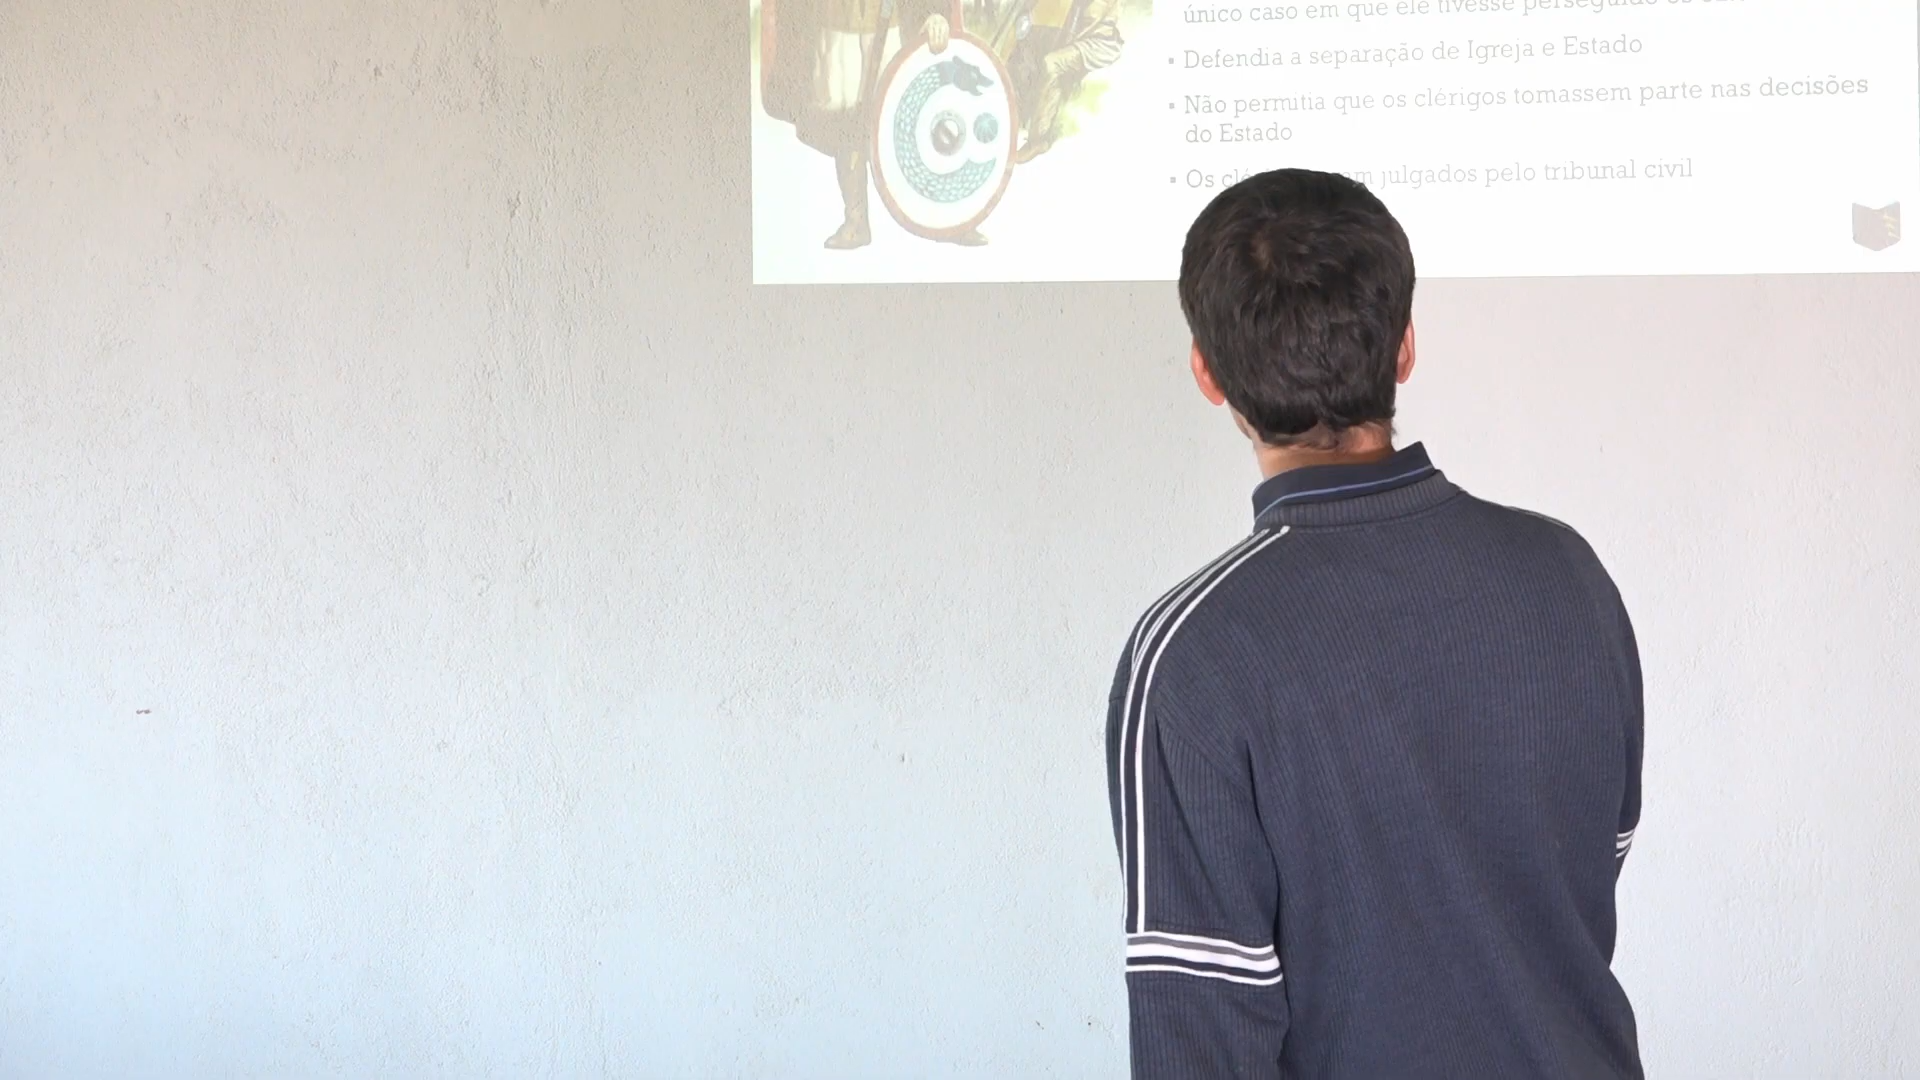 único caso em que ele tivesse perseguido os
▪ Defendia a separação de Igreja e Estado
▪ Não permitia que os clérigos tomassem parte nas decisões
do Estado
▪ Os julgados pelo tribunal civil